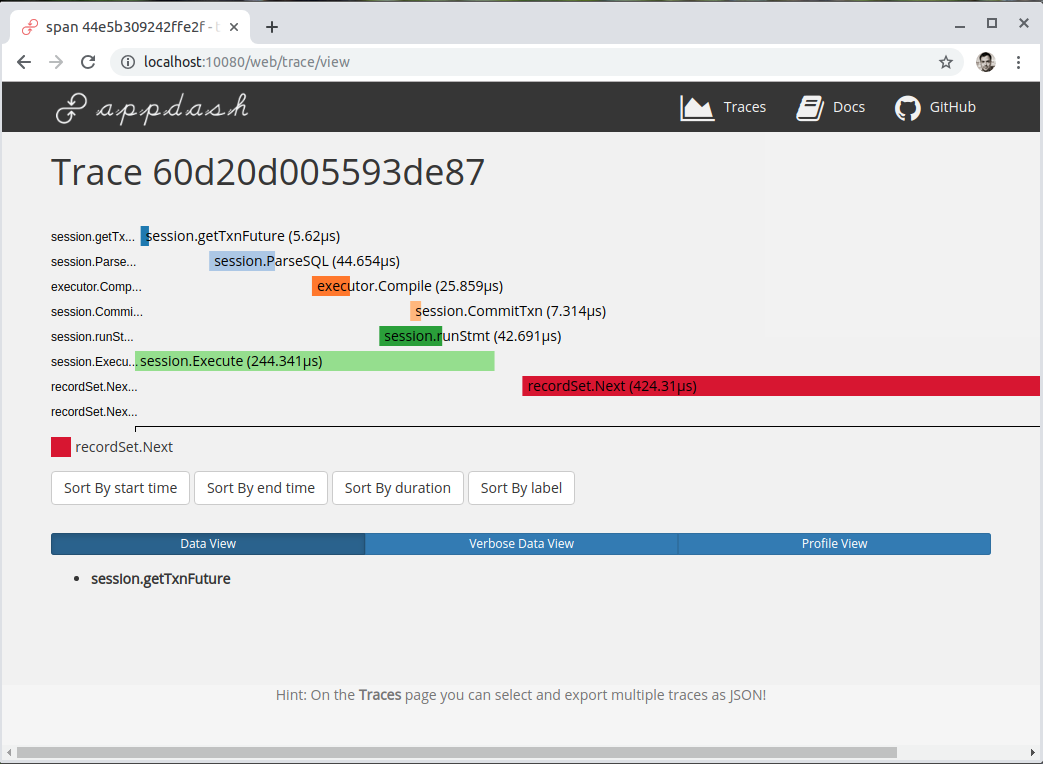 span 44e5b309242ffe2f - b
localhost:10080/web/trace/view
appdash
Traces
Docs
GitHub
Trace 60d20d005593de87
session.getTx... session.getTxnFuture (5.62µs)
session.Parse... session.ParseSQL (44.654µs)
executor.Comp... executor.Compile (25.859µs)
session.Commi... session.CommitTxn (7.314µs)
session.runSt... session.runStmt (42.691µs)
session.Execu... session.Execute (244.341µs)
recordSet.Nex... recordSet.Next (424.31µs)
recordSet.Nex...
recordSet.Next
Sort By start time Sort By end time Sort By duration Sort By label
Data View Verbose Data View Profile View
• session.getTxnFuture
Hint: On the Traces page you can select and export multiple traces as JSON!